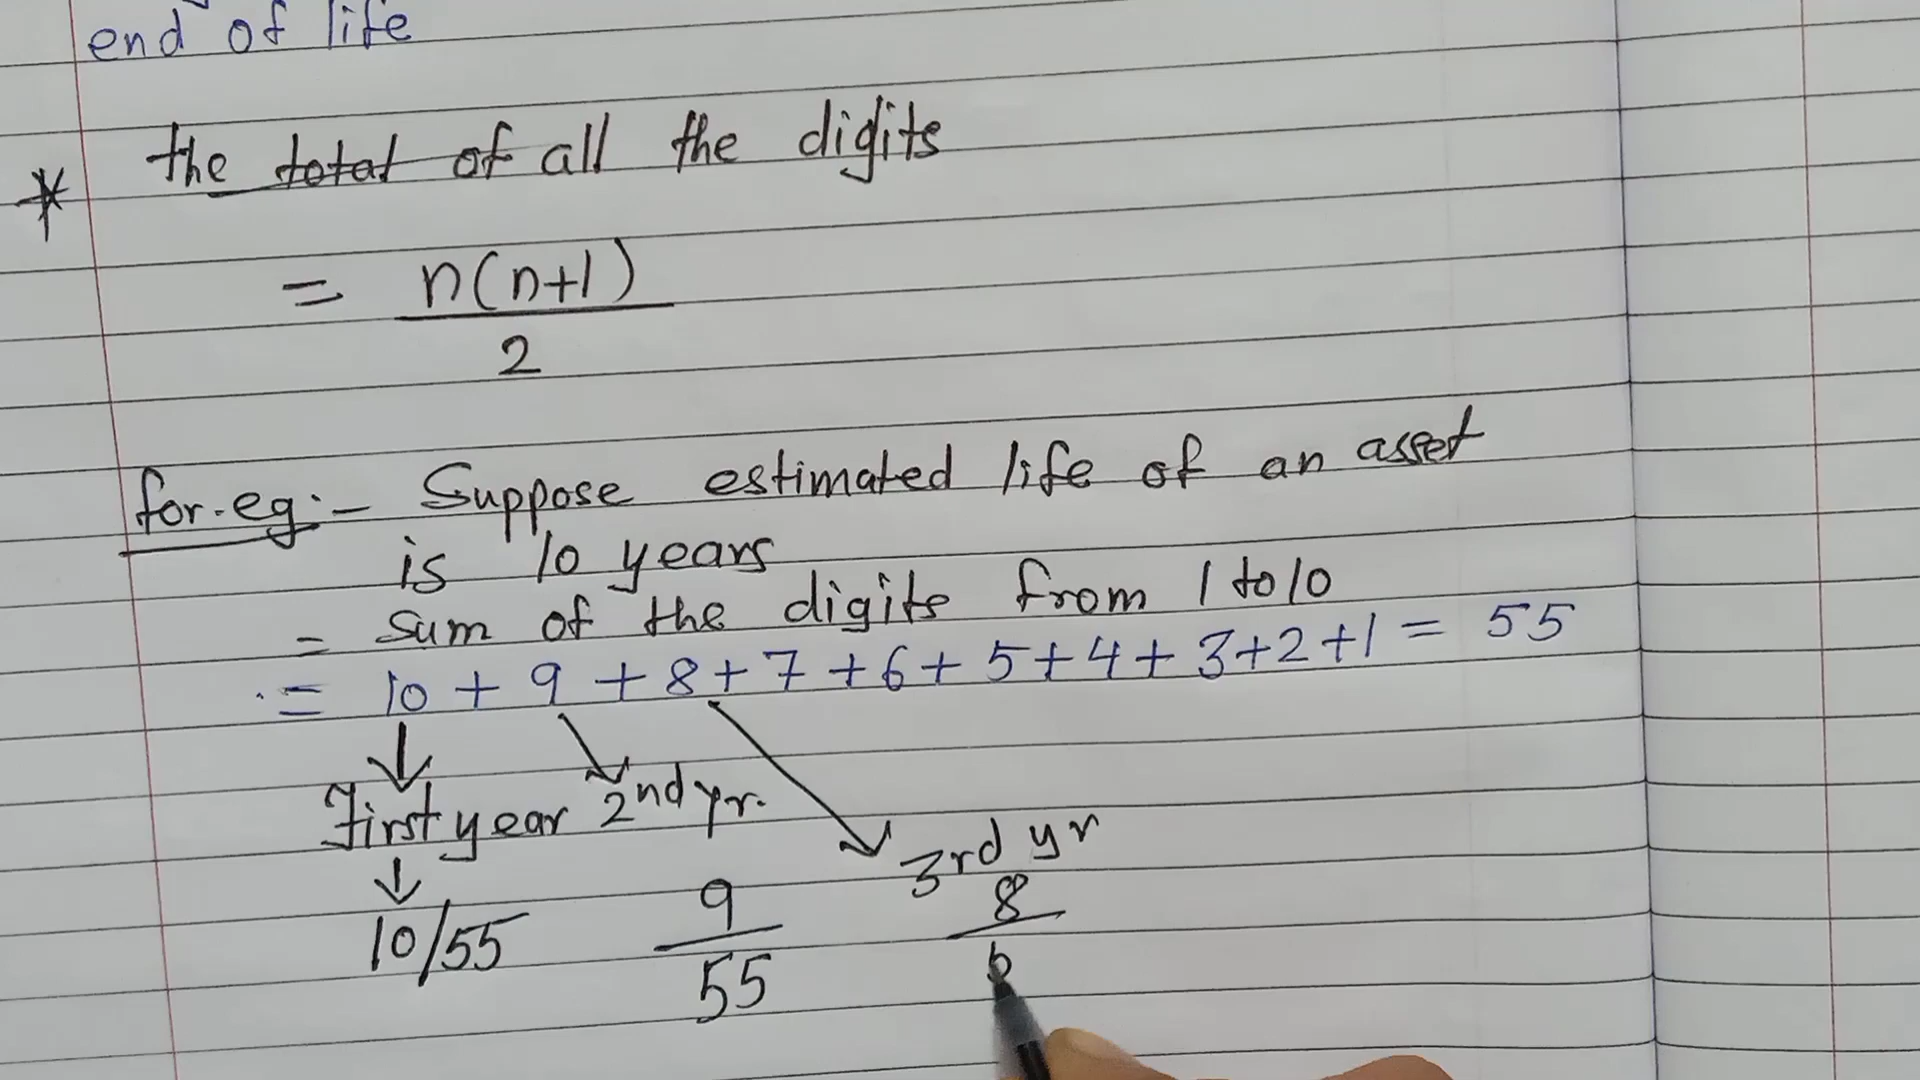 end of life
* the total of all the digits
= n(n+1)
2
for.eg:- Suppose estimated life of an asset
is 10 years
= sum of the digits from 1 to 10
= 10 + 9 + 8 + 7 + 6 + 5 + 4 + 3 + 2 + 1 = 55
First year 2nd yr.
3rd yr
10/55 9 8
55 5